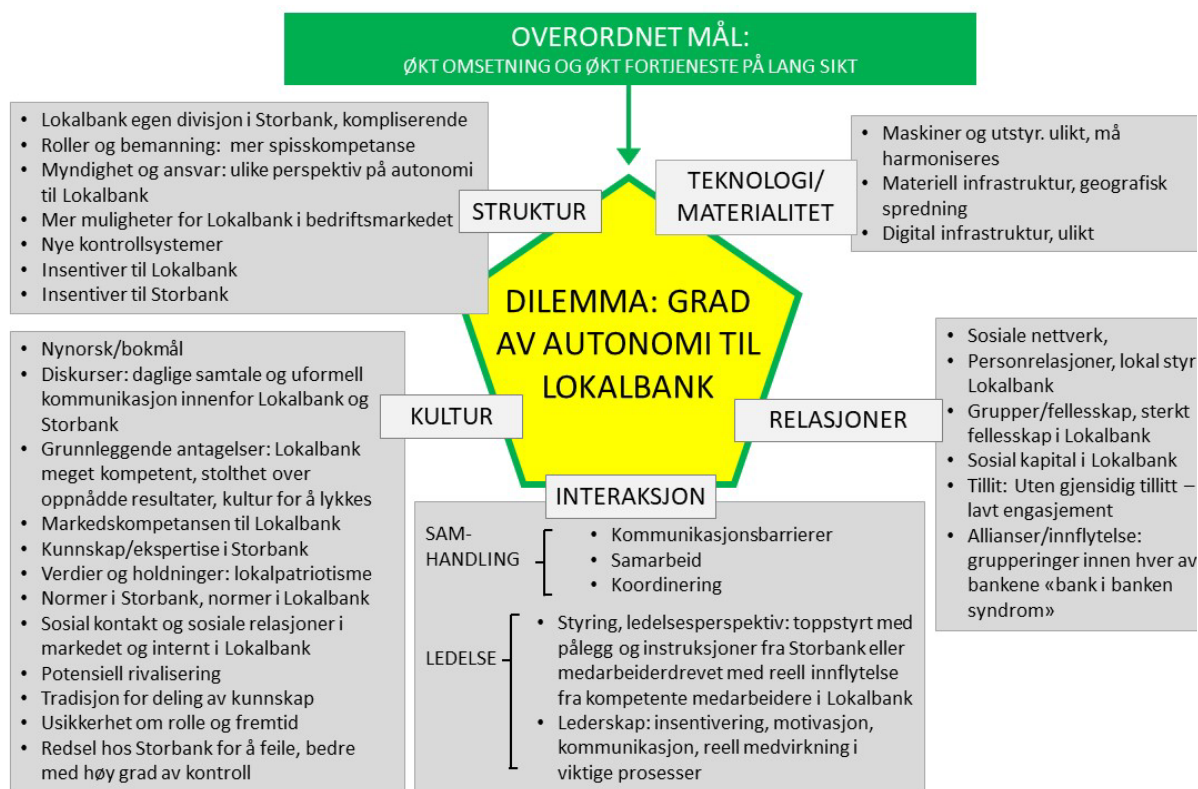 OVERORDNET MÅL:
ØKT OMSETNING OG ØKT FORTJENESTE PÅ LANG SIKT
• Lokalbank egen divisjon i Storbank, kompliserende
• Roller og bemanning: mer spisskompetanse
• Myndighet og ansvar: ulike perspektiv på autonomi
til Lokalbank
• Mer muligheter for Lokalbank i bedriftsmarkedet
• Nye kontrollsystemer
• Insentiver til Lokalbank
• Insentiver til Storbank
STRUKTUR
TEKNOLOGI/
MATERIALITET
• Maskiner og utstyr. ulikt, må
harmoniseres
• Materiell infrastruktur, geografisk
spredning
• Digital infrastruktur, ulikt
DILEMMA: GRAD
AV AUTONOMI TIL
LOKALBANK
• Nynorsk/bokmål
• Diskurser: daglige samtale og uformell
kommunikasjon innenfor Lokalbank og
Storbank
• Grunnleggende antagelser: Lokalbank
meget kompetent, stolthet over
oppnådde resultater, kultur for å lykkes
• Markedskompetansen til Lokalbank
• Kunnskap/ekspertise i Storbank
• Verdier og holdninger: lokalpatriotisme
• Normer i Storbank, normer i Lokalbank
• Sosial kontakt og sosiale relasjoner i
markedet og internt i Lokalbank
• Potensiell rivalisering
• Tradisjon for deling av kunnskap
• Usikkerhet om rolle og fremtid
• Redsel hos Storbank for å feile, bedre
med høy grad av kontroll
KULTUR
RELASJONER
• Sosiale nettverk,
• Personrelasjoner, lokal styr
Lokalbank
• Grupper/fellesskap, sterkt
fellesskap i Lokalbank
• Sosial kapital i Lokalbank
• Tillit: Uten gjensidig tillitt –
lavt engasjement
• Allianser/innflytelse:
grupperinger innen hver av
bankene «bank i banken
syndrom»
INTERAKSJON
SAM-
HANDLING
• Kommunikasjonsbarrierer
• Samarbeid
• Koordinering
LEDELSE
• Styring, ledelsesperspektiv: toppstyrt med
pålegg og instruksjoner fra Storbank eller
medarbeiderdrevet med reell innflytelse
fra kompetente medarbeidere i Lokalbank
• Lederskap: insentivering, motivasjon,
kommunikasjon, reell medvirkning i
viktige prosesser